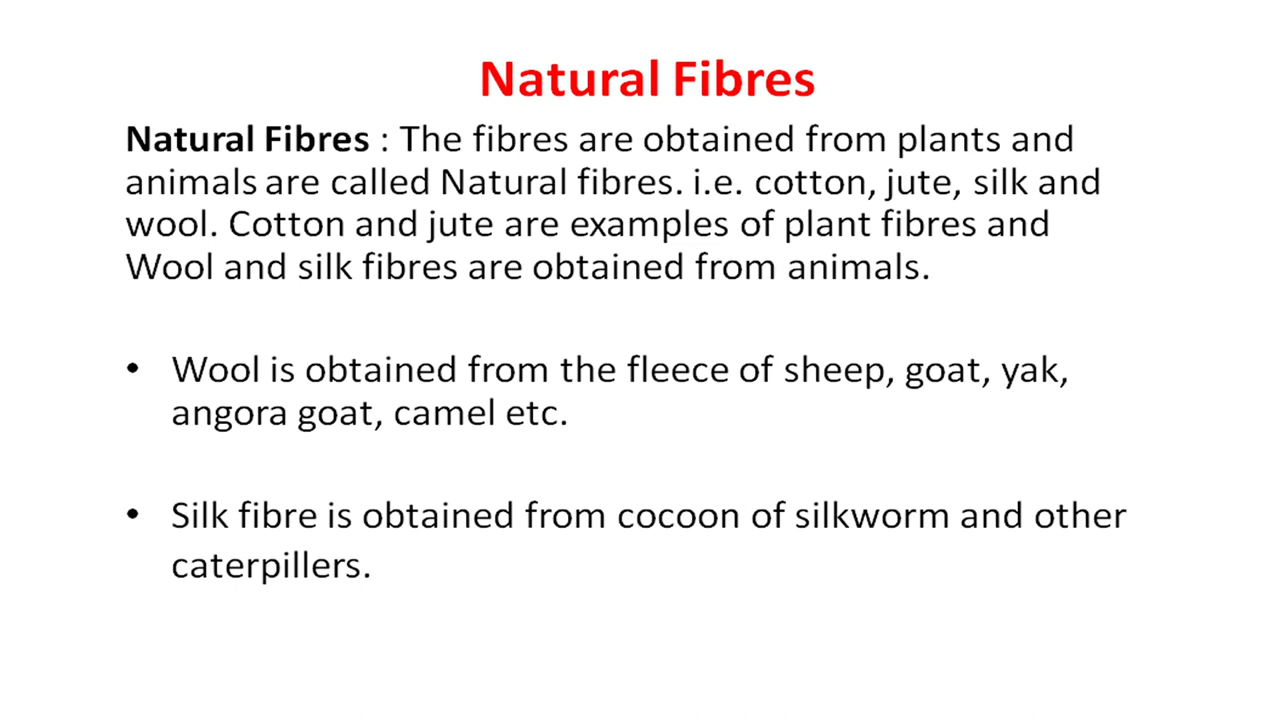 Natural Fibres
Natural Fibres : The fibres are obtained from plants and
animals are called Natural fibres. i.e. cotton, jute, silk and
wool. Cotton and jute are examples of plant fibres and
Wool and silk fibres are obtained from animals.
• Wool is obtained from the fleece of sheep, goat, yak,
angora goat, camel etc.
• Silk fibre is obtained from cocoon of silkworm and other
caterpillers.